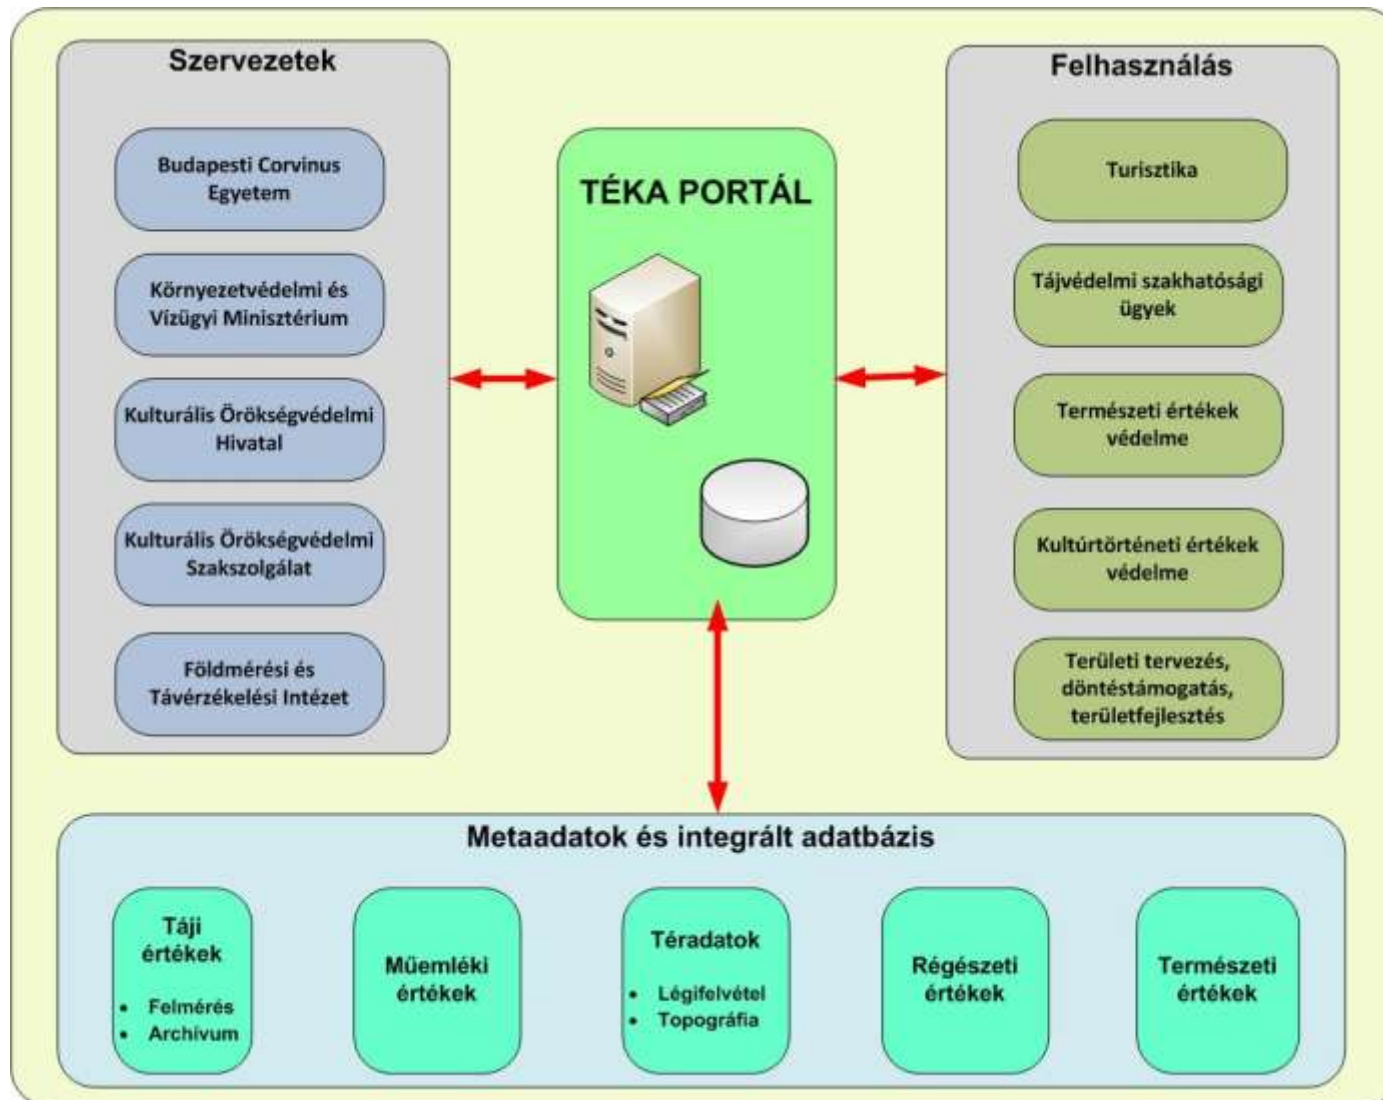 Szervezetek
Budapesti Corvinus
Egyetem
Környezetvédelmi és
Vízügyi Minisztérium
Kulturális Örökségvédelmi
Hivatal
Kulturális Örökségvédelmi
Szakszolgálat
Földmérési és
Távérzékelési Intézet
TÉKA PORTÁL
Felhasználás
Turisztika
Tájvédelmi szakhatósági
ügyek
Természeti értékek
védelme
Kultúrtörténeti értékek
védelme
Területi tervezés,
döntéstámogatás,
területfejlesztés
Metaadatok és integrált adatbázis
Táji
értékek
• Felmérés
• Archívum
Műemléki
értékek
Téradatok
• Légifelvétel
• Topográfia
Régészeti
értékek
Természeti
értékek